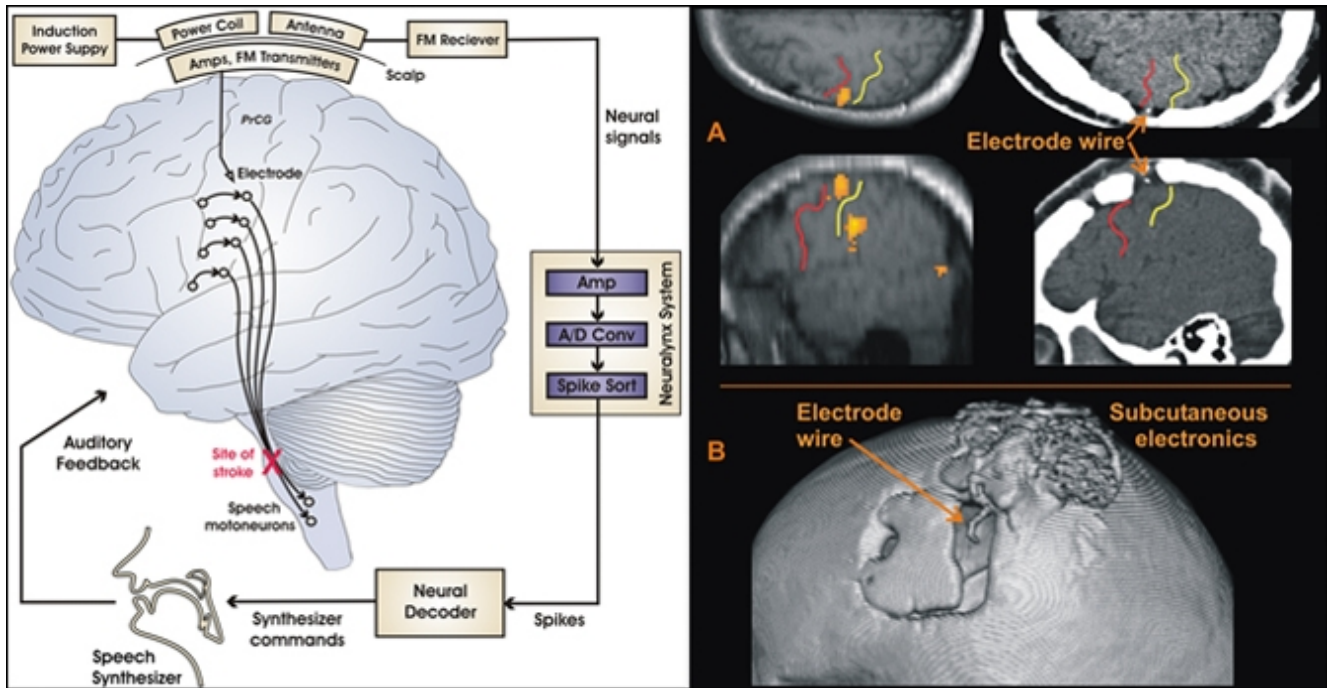 Induction
Power Suppy
Power Coil
Antenna
FM Reciever
Amps, FM Transmitters
Scalp
PrCG
Electrode
Neural
signals
Amp
A/D Conv
Spike Sort
Neuralynx System
Auditory
Feedback
Site of
stroke
Speech
motoneurons
Neural
Decoder
Spikes
Synthesizer
commands
Speech
Synthesizer
A
Electrode wire
B
Electrode
wire
Subcutaneous
electronics